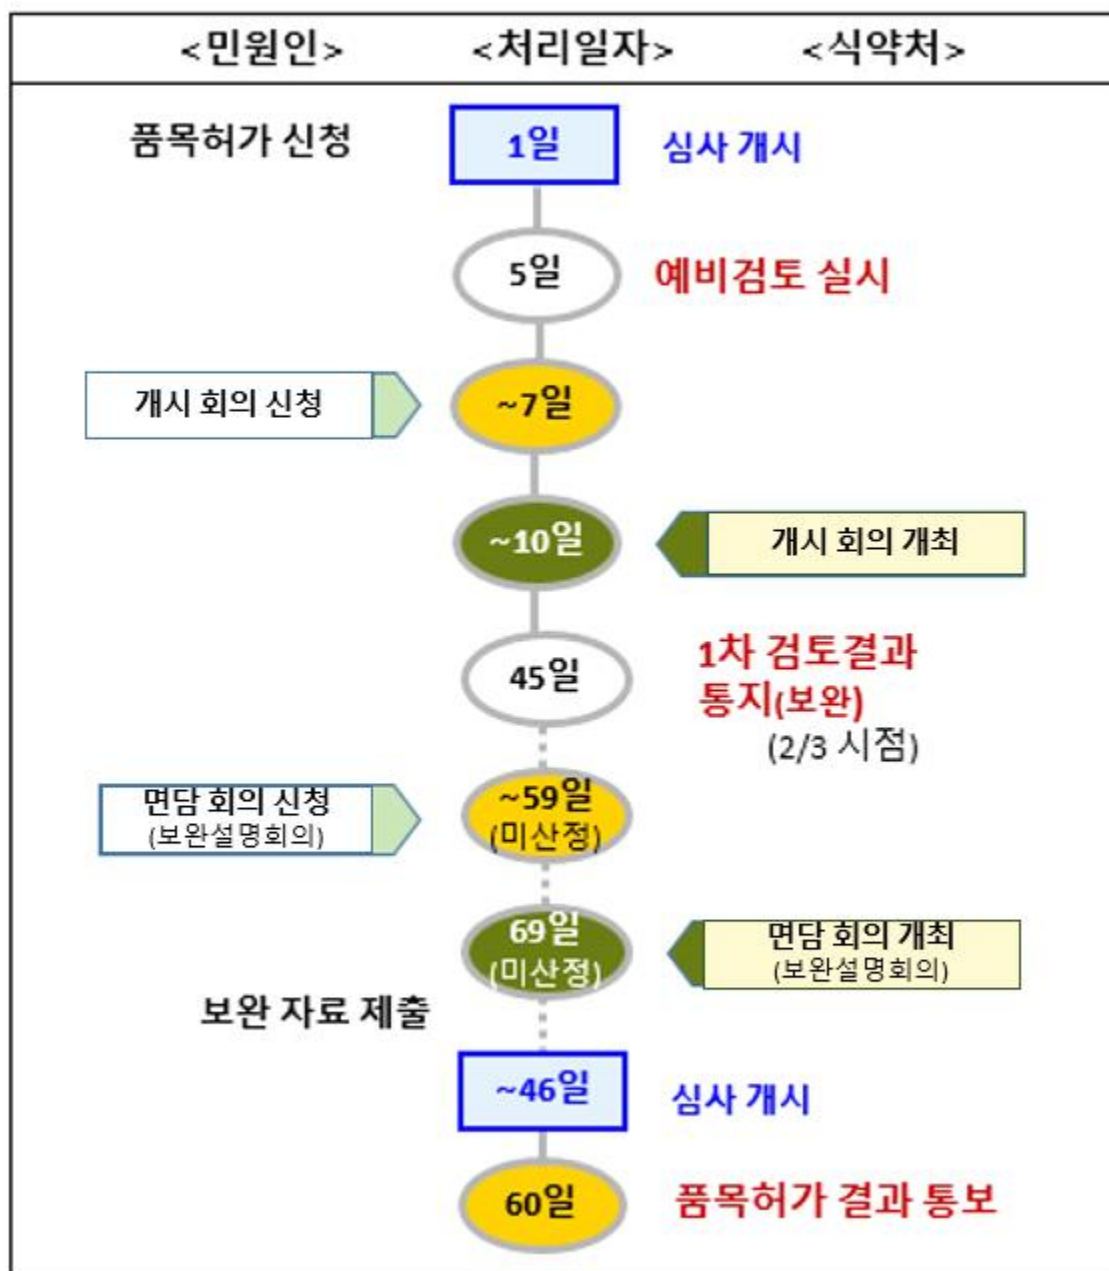 <민원인> <처리일자> <식약처>
품목허가 신청 1일 심사 개시
5일 예비검토 실시
개시 회의 신청 ~7일
~10일 개시 회의 개최
45일 1차 검토결과
통지(보완)
(2/3 시점)
면담 회의 신청 ~59일
(보완설명회의) (미산정)
69일 면담 회의 개최
(미산정) (보완설명회의)
보완 자료 제출
~46일 심사 개시
60일 품목허가 결과 통보